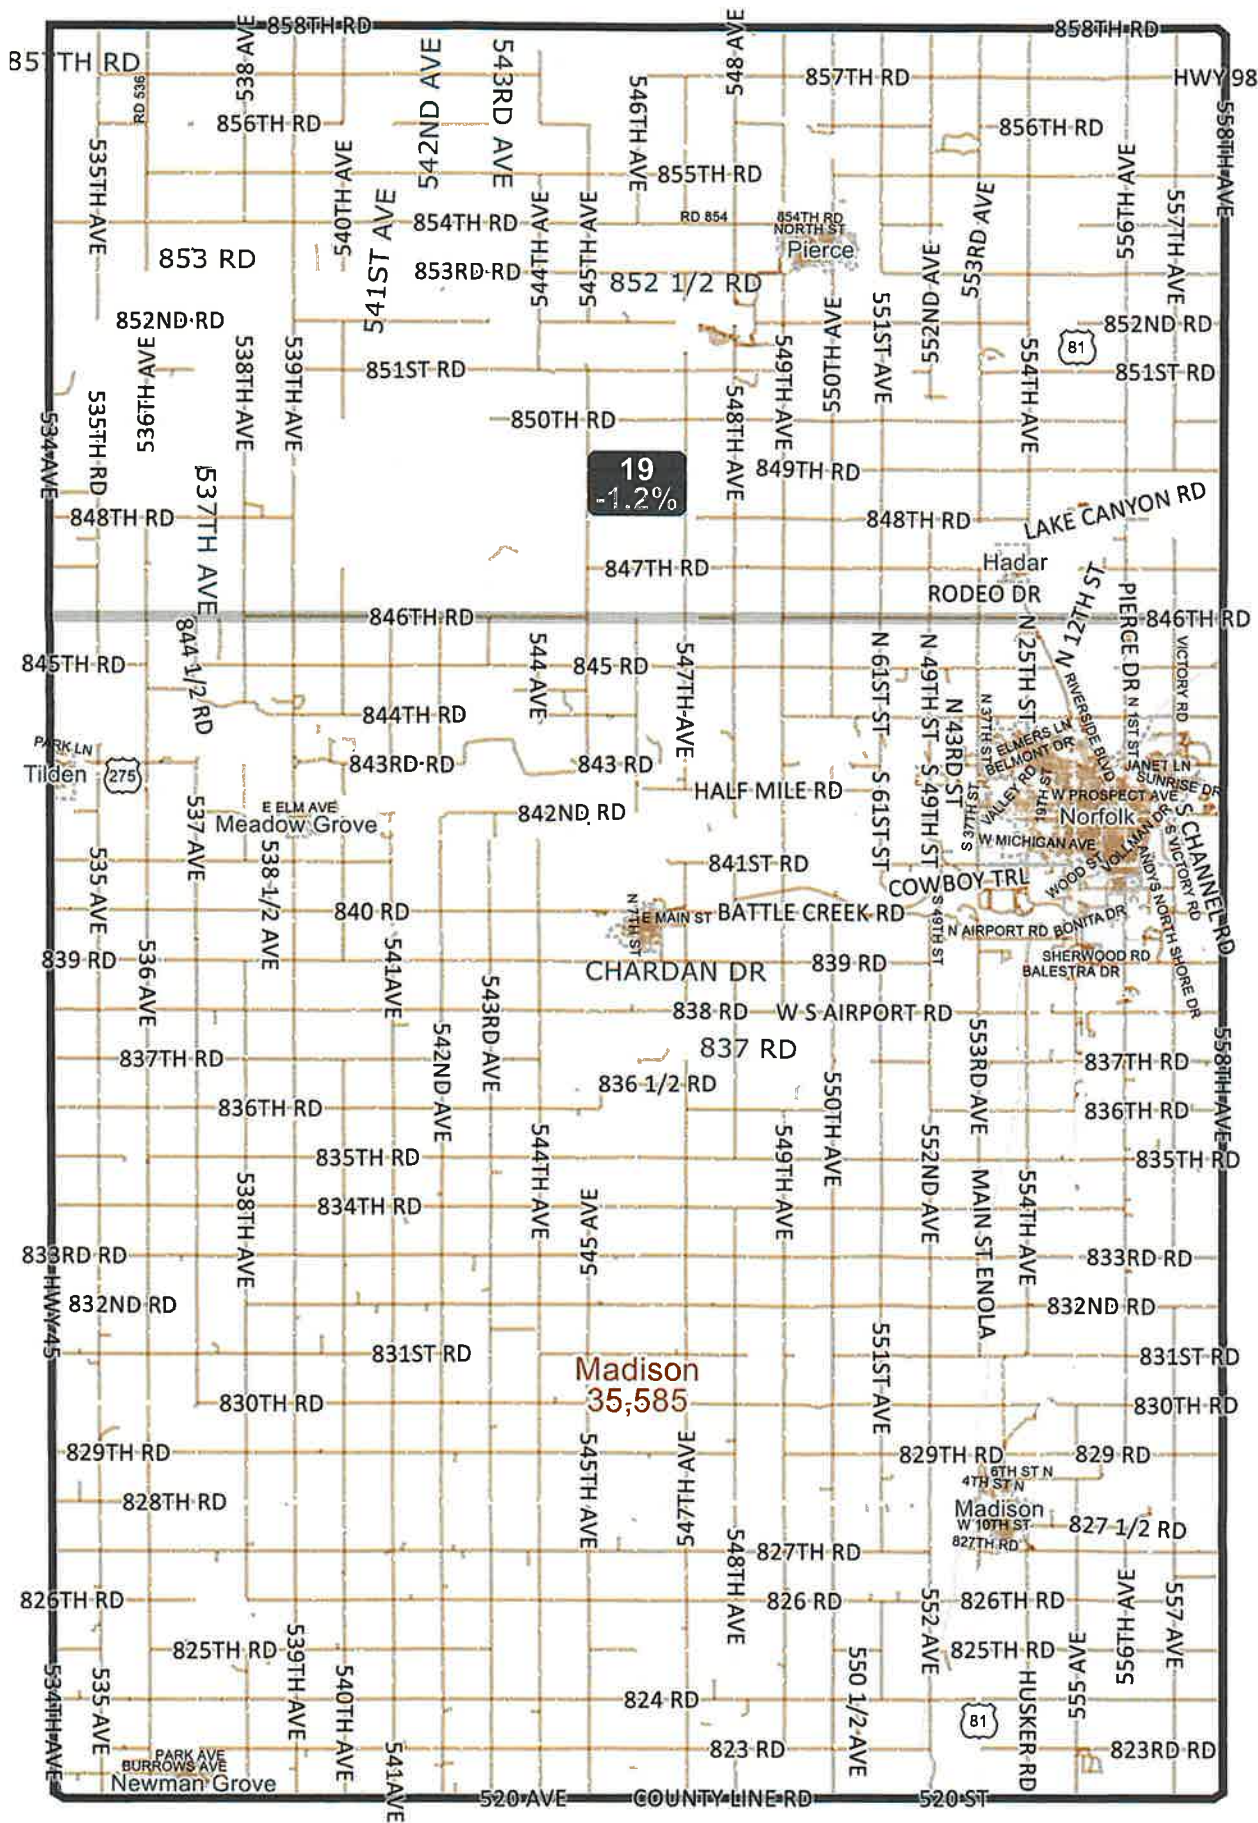 858TH RD
858TH RD
857TH RD
RD 536
538 AVE
542ND AVE
543RD AVE
548 AVE
857TH RD
HWY 98
856TH RD
546TH AVE
856TH RD
558TH AVE
535TH AVE
540TH AVE
855TH RD
556TH AVE
541ST AVE
854TH RD
544TH AVE
545TH AVE
RD 854
854TH RD
NORTH ST
Pierce
553RD AVE
557TH AVE
853 RD
853RD RD
852 1/2 RD
552ND AVE
852ND RD
550TH AVE
551ST AVE
852ND RD
81
536TH AVE
538TH AVE
539TH AVE
851ST RD
549TH AVE
554TH AVE
851ST RD
534 AVE
535TH RD
850TH RD
548TH AVE
19
-1.2%
849TH RD
537TH AVE
848TH RD
848TH RD
LAKE CANYON RD
847TH RD
Hadar
RODEO DR
N 12TH ST
PIERCE DR
846TH RD
846TH RD
845TH RD
844 1/2 RD
544 AVE
845 RD
547TH AVE
N 61ST ST
N 49TH ST
N 25TH ST
VICTORY RD
844TH RD
N 43RD ST
N 37TH ST
RIVERSIDE BLVD
N 1ST ST
ELMERS LN
BELMONT DR
PARK LN
Tilden
275
843RD RD
843 RD
JANET LN
SUNRISE DR
HALF MILE RD
S 61ST ST
S 49TH ST
S 37TH ST
VALLEY RD
W PROSPECT AVE
537 AVE
E ELM AVE
Meadow Grove
842ND RD
Norfolk
VOLLMAN DR
S CHANNEL RD
W MICHIGAN AVE
S VICTORY RD
535 AVE
538 1/2 AVE
841ST RD
COWBOY TRL
WOOD ST
ANDYS NORTH SHORE DR
840 RD
N 7TH ST
E MAIN ST
BATTLE CREEK RD
S 49TH ST
N AIRPORT RD
BONITA DR
839 RD
536 AVE
541 AVE
CHARDAN DR
839 RD
SHERWOOD RD
BALESTRA DR
543RD AVE
838 RD
W S AIRPORT RD
542ND AVE
837 RD
553RD AVE
558TH AVE
837TH RD
836 1/2 RD
550TH AVE
837TH RD
836TH RD
836TH RD
835TH RD
544TH AVE
549TH AVE
552ND AVE
835TH RD
538TH AVE
834TH RD
545 AVE
MAIN ST ENOLA
554TH AVE
833RD RD
833RD RD
HWY 45
832ND RD
832ND RD
831ST RD
551ST AVE
831ST RD
Madison
35,585
830TH RD
830TH RD
829TH RD
545TH AVE
547TH AVE
829TH RD
829 RD
6TH ST N
4TH ST N
828TH RD
Madison
W 10TH ST
827 1/2 RD
827TH RD
548TH AVE
827TH RD
826TH RD
826 RD
552 AVE
826TH RD
556TH AVE
557 AVE
825TH RD
539TH AVE
825TH RD
555 AVE
534TH AVE
535 AVE
540TH AVE
824 RD
550 1/2 AVE
81
HUSKER RD
541 AVE
823 RD
823RD RD
PARK AVE
BURROWS AVE
Newman Grove
520 AVE
COUNTY LINE RD
520 ST